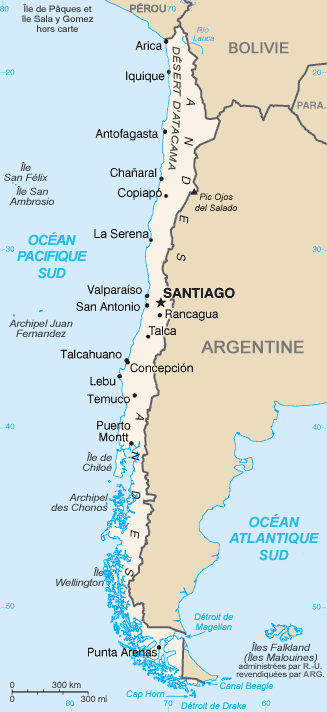 80
Île de Pâques et
Île Sala y Gomez
hors carte
PÉROU
70
Río
Lauca
Arica
BOLIVIE
20
Iquique
DÉSERT D'ATACAMA
ANDES
PARA.
Antofagasta
Île
San Félix
Île San
Ambrosio
Chañaral
Copiapó
Pic Ojos
del Salado
La Serena
OCÉAN
PACIFIQUE
SUD
30
Valparaíso
SANTIAGO
San Antonio
Rancagua
Archipel Juan
Fernandez
Talca
ARGENTINE
Talcahuano
Concepción
Lebu
Temuco
Puerto
Montt
40
ANDES
Île de
Chiloé
Archipel
des Chonos
OCÉAN
ATLANTIQUE
SUD
Île
Wellington
50
Détroit de
Magellan
Îles Falkland
(Îles Malouines)
administrées par R.-U.
revendiquées par ARG.
Punta Arenas
0 300 km
0 300 mi
Canal Beagle
Cap Horn
Détroit de Drake
80
70
60